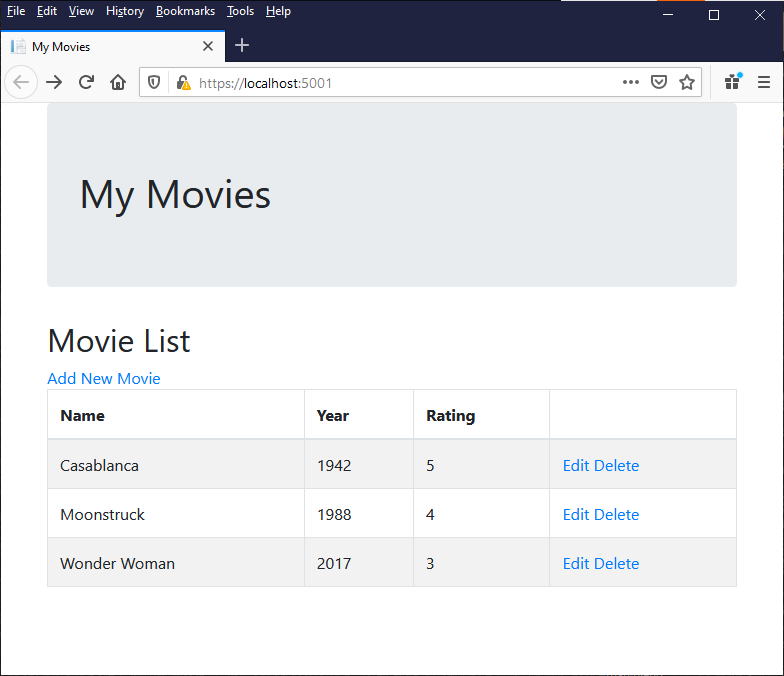 File Edit View History Bookmarks Tools Help
My Movies
https://localhost:5001
My Movies
Movie List
Add New Movie
Name Year Rating
Casablanca 1942 5 Edit Delete
Moonstruck 1988 4 Edit Delete
Wonder Woman 2017 3 Edit Delete